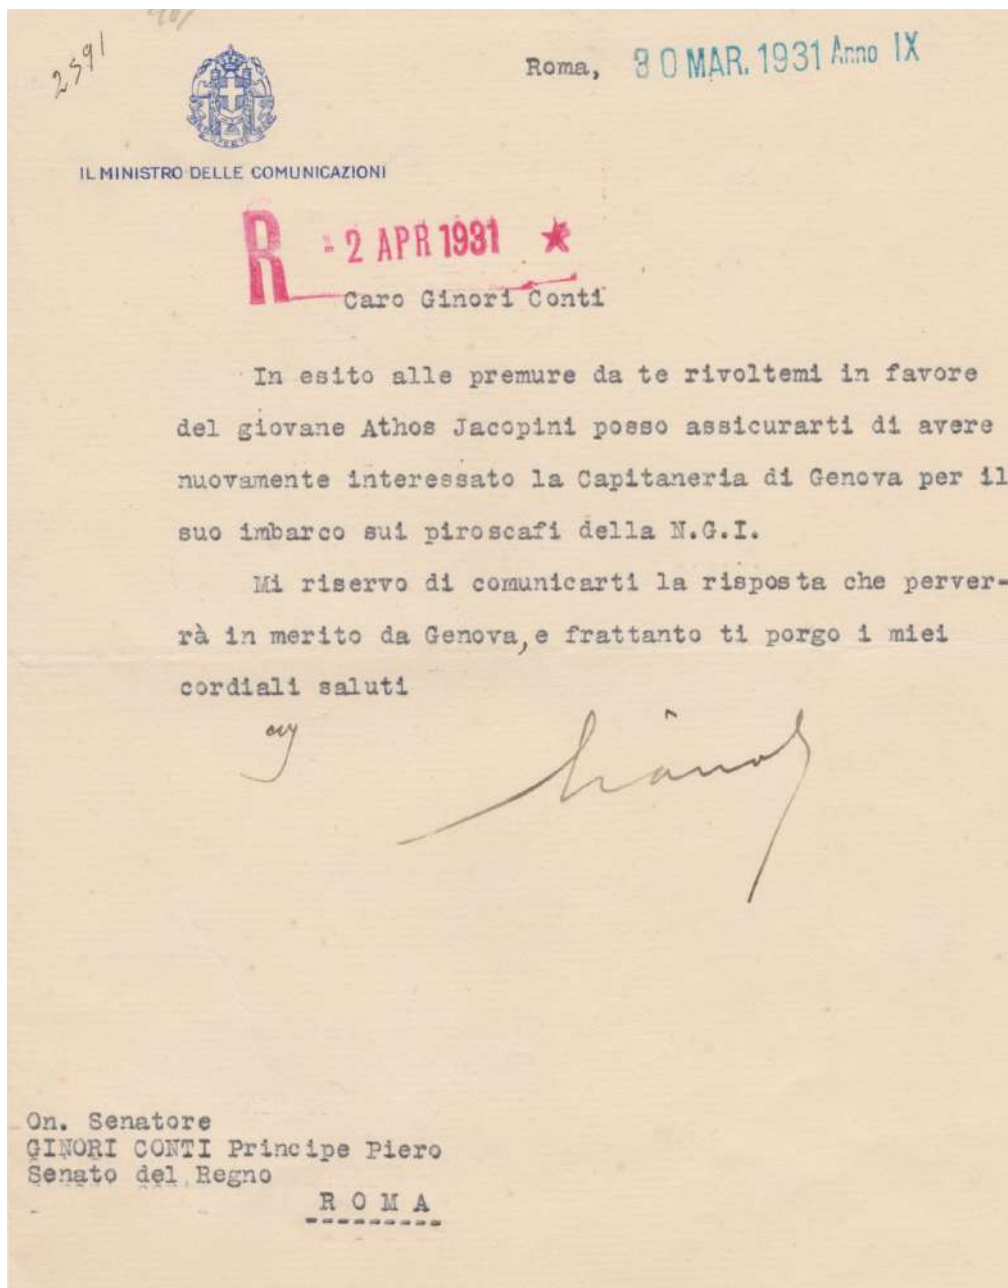 2591
Roma, 30 MAR. 1931 Anno IX
IL MINISTRO DELLE COMUNICAZIONI
R - 2 APR 1931
Caro Ginori Conti
In esito alle premure da te rivoltemi in favore
del giovane Athos Jacopini posso assicurarti di avere
nuovamente interessato la Capitaneria di Genova per il
suo imbarco sui piroscafi della N.G.I.
Mi riservo di comunicarti la risposta che perver-
rà in merito da Genova, e frattanto ti porgo i miei
cordiali saluti
On. Senatore
GINORI CONTI Principe Piero
Senato del Regno
R O M A